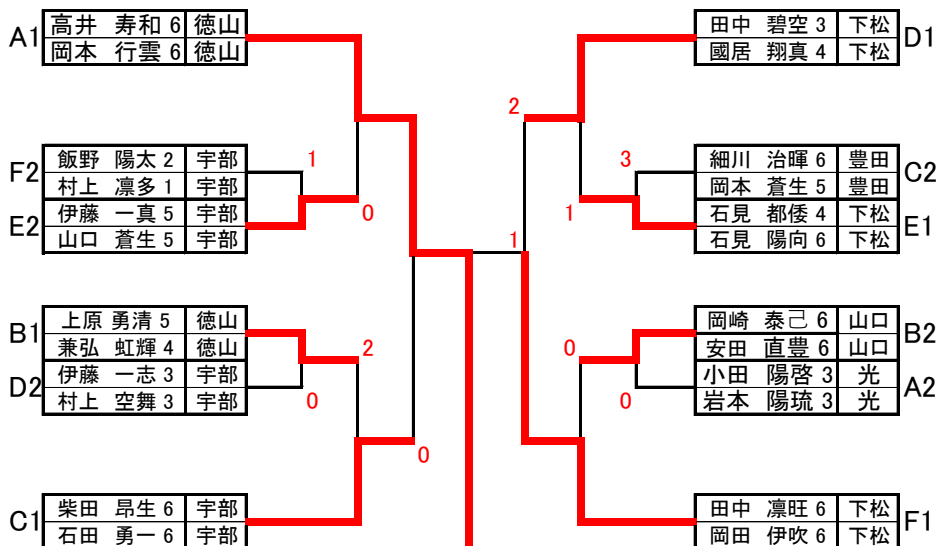 A1
高井 寿和 6 徳山
岡本 行雲 6 徳山
F2
飯野 陽太 2 宇部
村上 凛多 1 宇部
E2
伊藤 一真 5 宇部
山口 蒼生 5 宇部
1
0
B1
上原 勇清 5 徳山
兼弘 虹輝 4 徳山
D2
伊藤 一志 3 宇部
村上 空舞 3 宇部
2
0
0
C1
柴田 昂生 6 宇部
石田 勇一 6 宇部
田中 碧空 3 下松
國居 翔真 4 下松
D1
2
3
細川 治暉 6 豊田
岡本 蒼生 5 豊田
C2
1
石見 都倭 4 下松
石見 陽向 6 下松
E1
1
岡崎 泰己 6 山口
安田 直豊 6 山口
B2
0
小田 陽啓 3 光
岩本 陽琉 3 光
A2
0
田中 凛旺 6 下松
岡田 伊吹 6 下松
F1